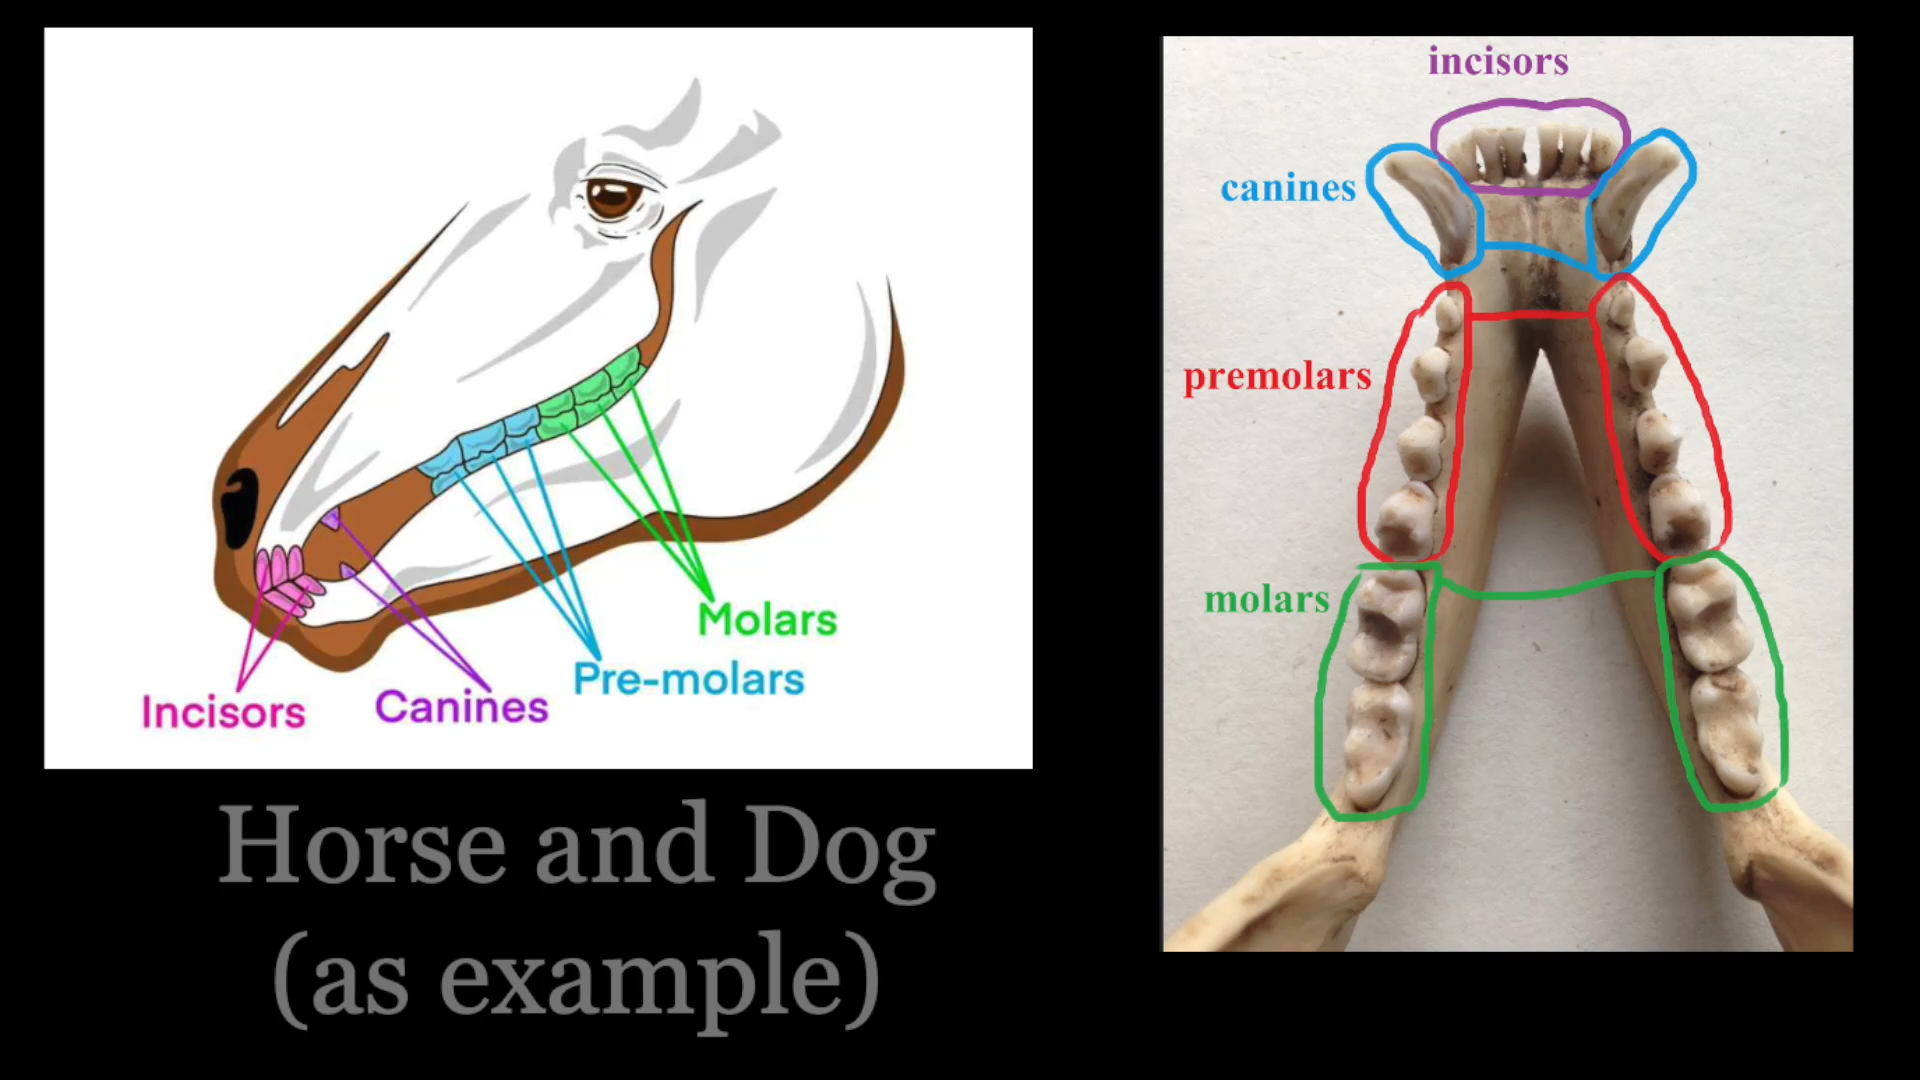 Incisors
Canines
Pre-molars
Molars
Horse and Dog
(as example)
incisors
canines
premolars
molars